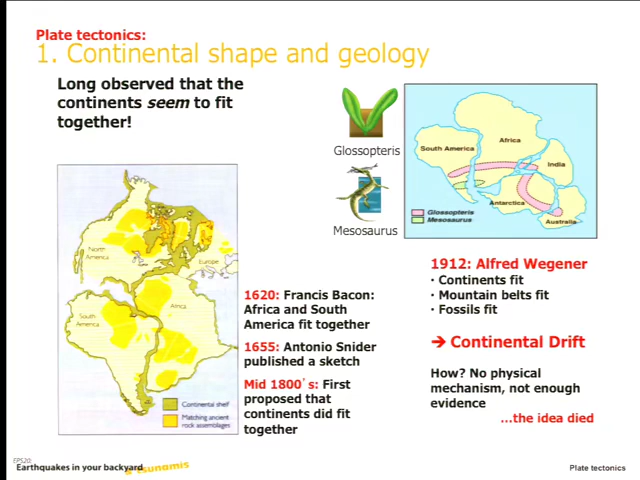 Plate tectonics:
1. Continental shape and geology
Long observed that the
continents seem to fit
together!
Glossopteris
Mesosaurus
South America
Africa
India
Antarctica
Australia
Glossopteris
Mesosaurus
North
America
Europe
Africa
South
America
Continental shelf
Matching ancient
rock assemblages
1620: Francis Bacon:
Africa and South
America fit together
1655: Antonio Snider
published a sketch
Mid 1800's: First
proposed that
continents did fit
together
1912: Alfred Wegener
· Continents fit
· Mountain belts fit
· Fossils fit
➔ Continental Drift
How? No physical
mechanism, not enough
evidence
...the idea died
EPS20:
Earthquakes in your backyard
& tsunamis
Plate tectonics